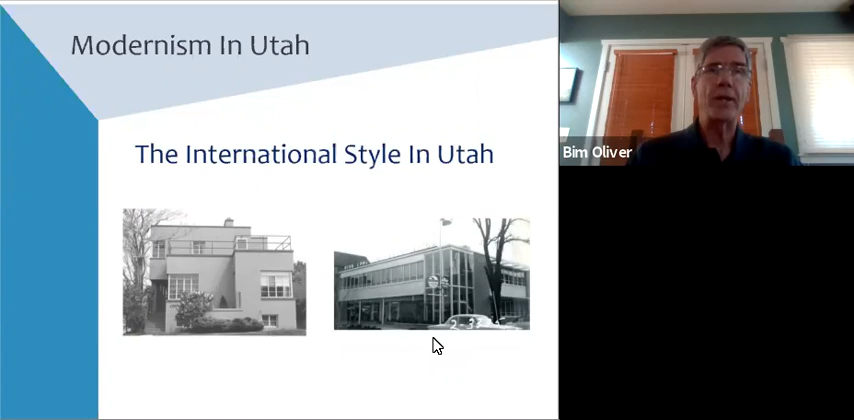 Modernism In Utah
The International Style In Utah
Bim Oliver